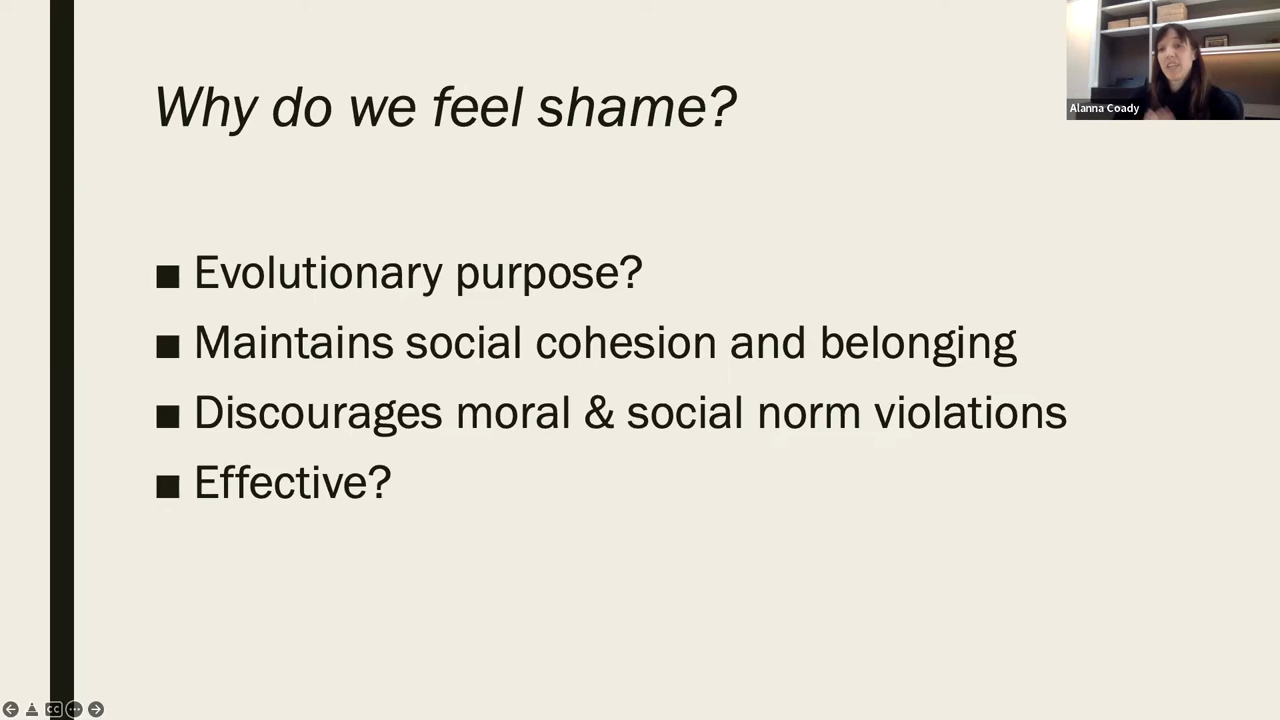 Why do we feel shame?
Alanna Coady
■ Evolutionary purpose?
■ Maintains social cohesion and belonging
■ Discourages moral & social norm violations
■ Effective?
CC